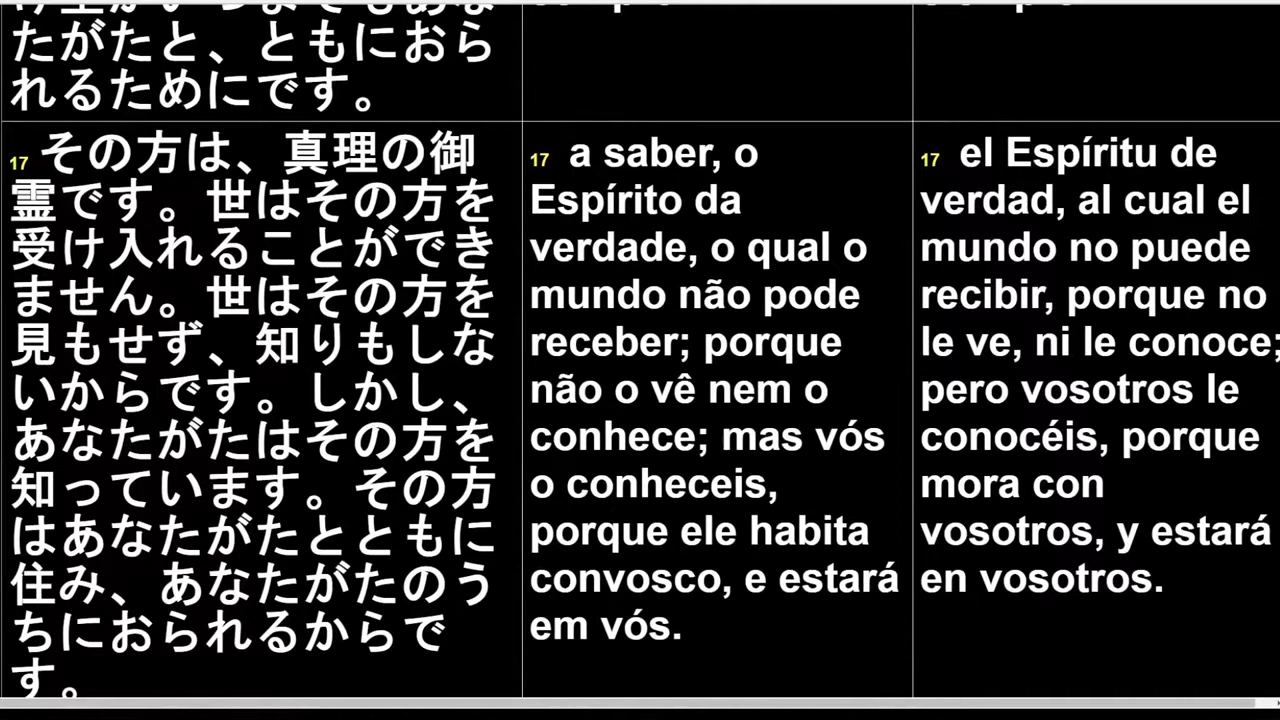 たがたと、ともにおら
れるためにです。
17 その方は、真理の御
霊です。世はその方を
受け入れることができ
ません。世はその方を
見もせず、知りもしな
いからです。しかし、
あなたがたはその方を
知っています。その方
はあなたがたとともに
住み、あなたがたのう
ちにおられるからで
す。
17 a saber, o
Espírito da
verdade, o qual o
mundo não pode
receber; porque
não o vê nem o
conhece; mas vós
o conheceis,
porque ele habita
convosco, e estará
em vós.
17 el Espíritu de
verdad, al cual el
mundo no puede
recibir, porque no
le ve, ni le conoce;
pero vosotros le
conocéis, porque
mora con
vosotros, y estará
en vosotros.